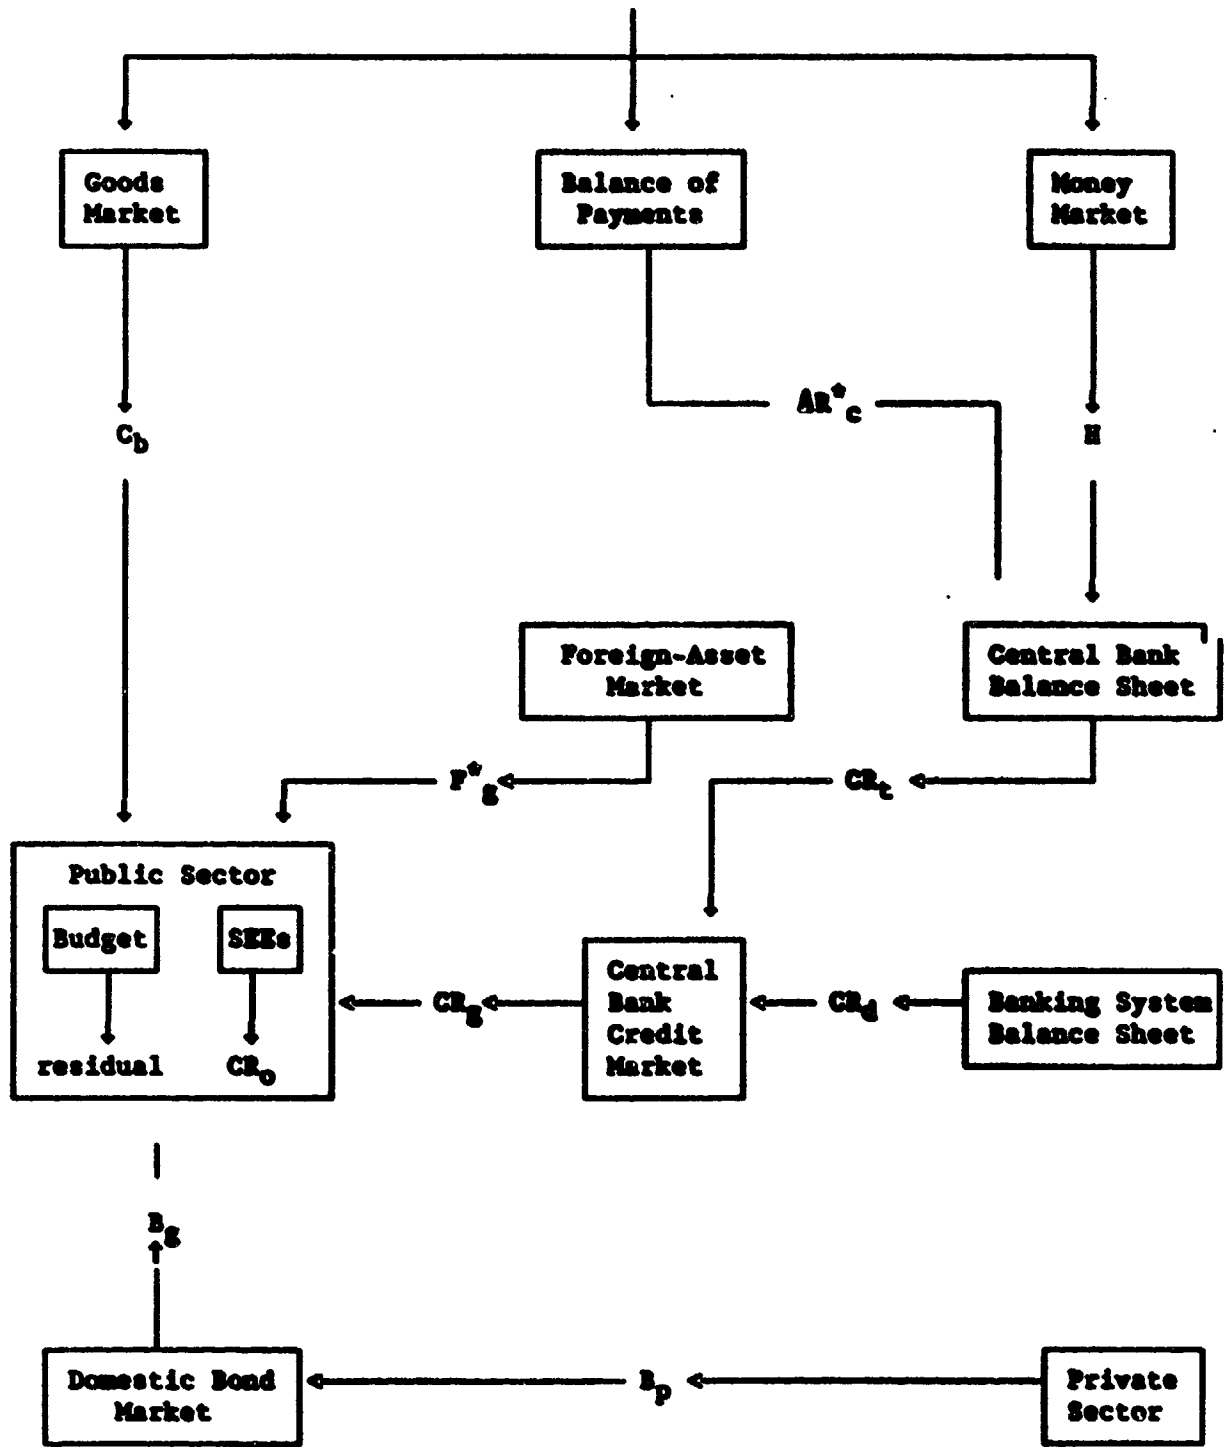 Goods
Market
Balance of
Payments
Money
Market
C_b
AR*_c
H
Foreign-Asset
Market
Central Bank
Balance Sheet
F*_g
CR_t
Public Sector
Budget
SEEs
residual
CR_o
CR_g
Central
Bank
Credit
Market
CR_d
Banking System
Balance Sheet
B_g
Domestic Bond
Market
B_p
Private
Sector